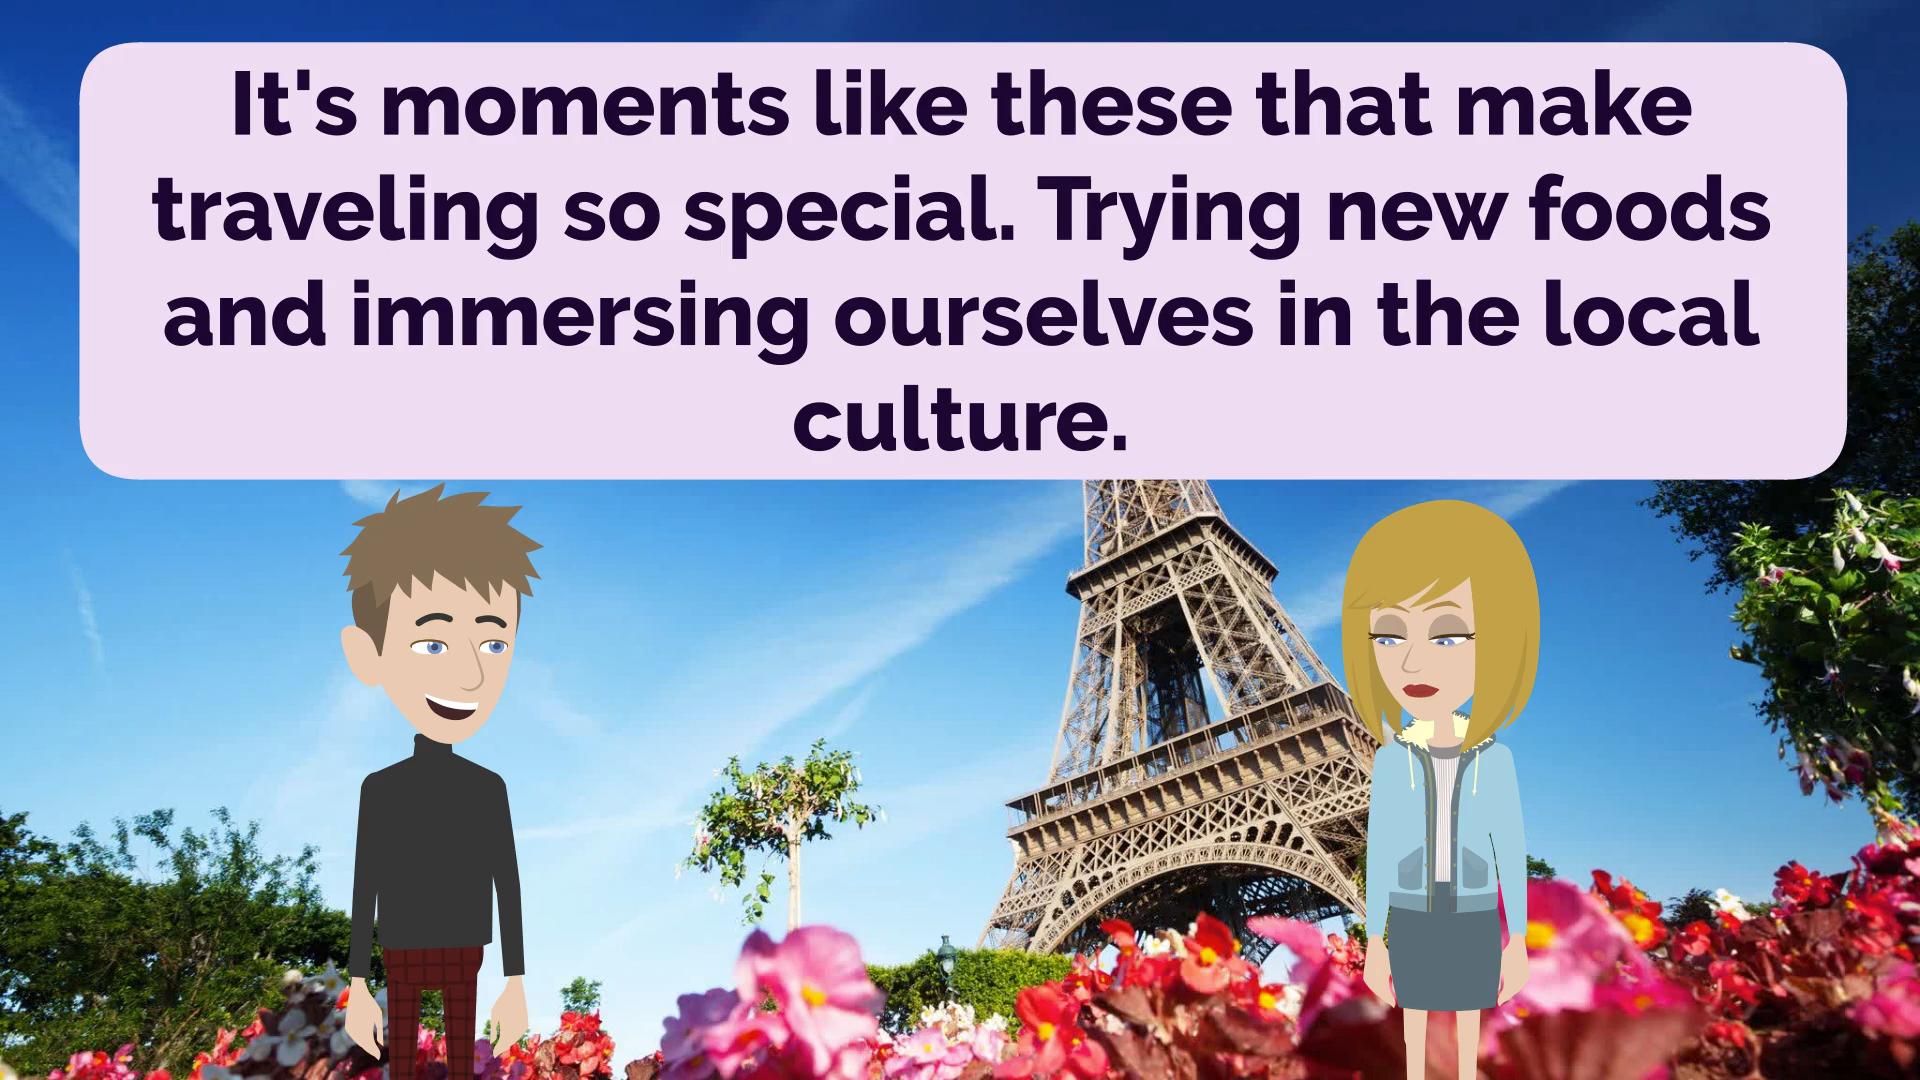 It's moments like these that make
traveling so special. Trying new foods
and immersing ourselves in the local
culture.